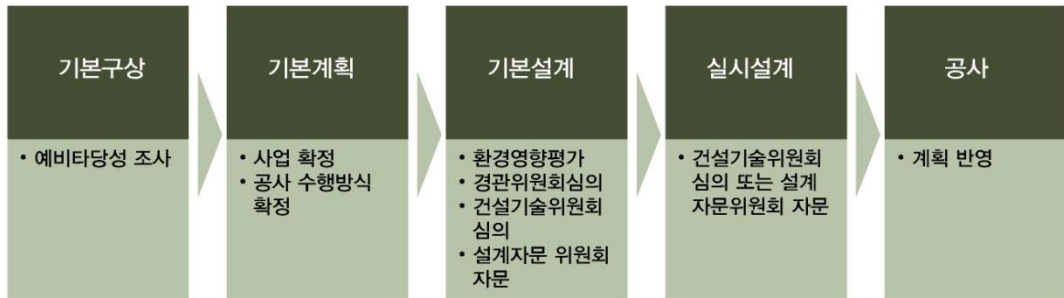 기본구상
• 예비타당성 조사
기본계획
• 사업 확정
• 공사 수행방식
확정
기본설계
• 환경영향평가
• 경관위원회심의
• 건설기술위원회
심의
• 설계자문 위원회
자문
실시설계
• 건설기술위원회
심의 또는 설계
자문위원회 자문
공사
• 계획 반영